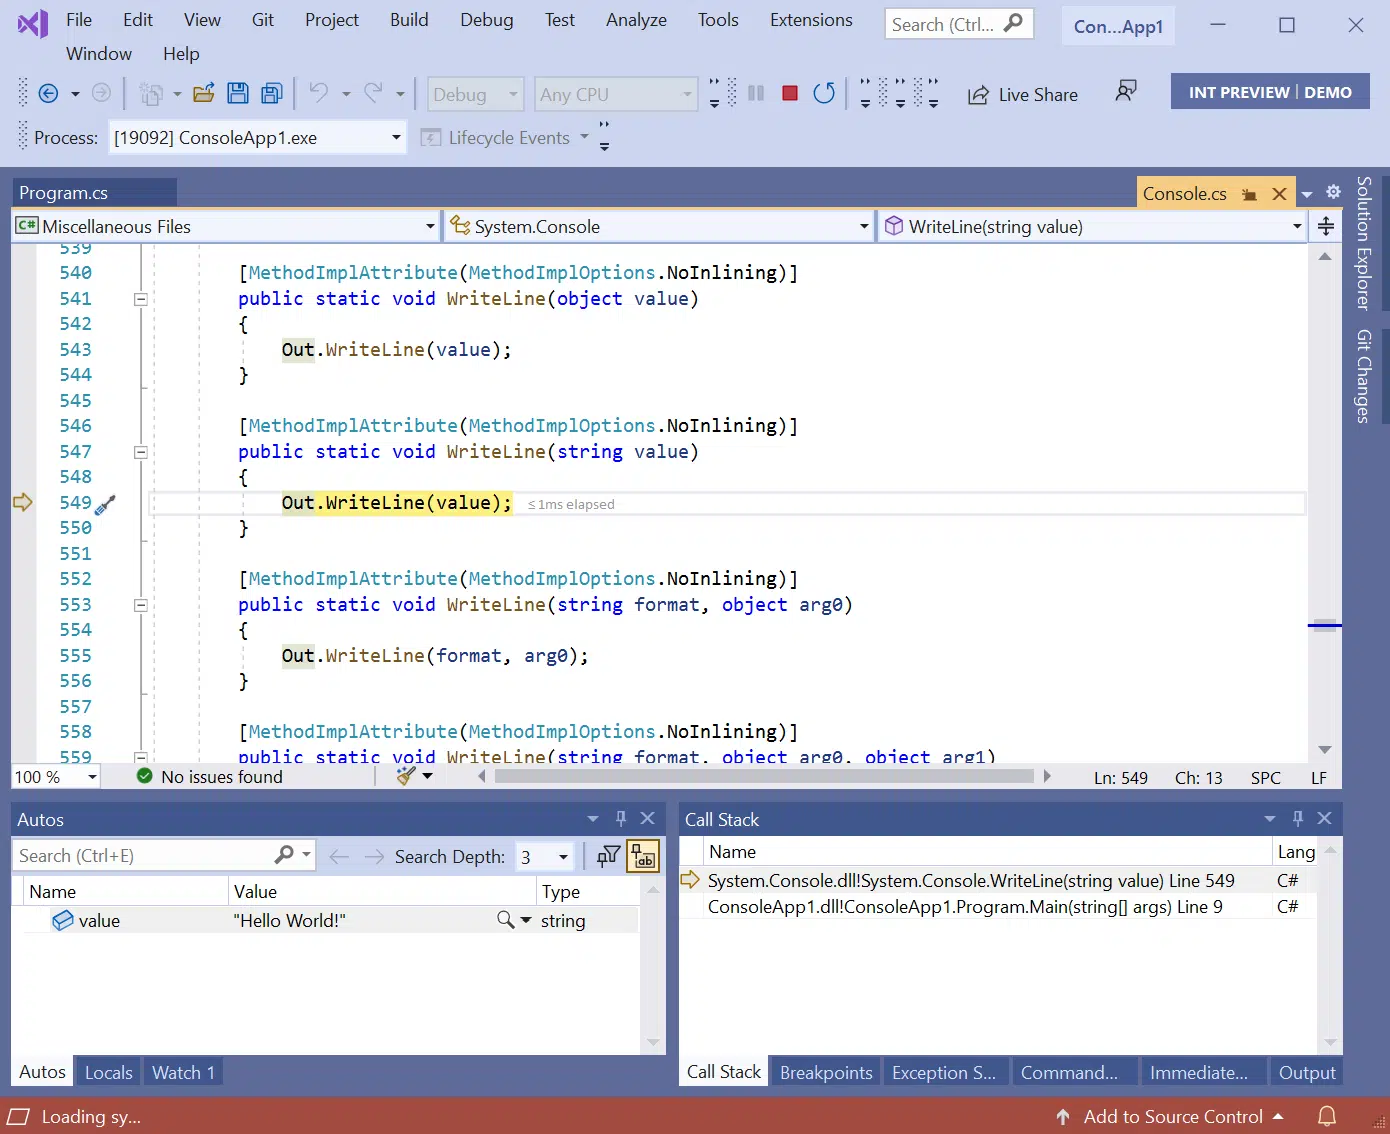 File Edit View Git Project Build Debug Test Analyze Tools Extensions Search (Ctrl... Con...App1
Window Help
Debug Any CPU Live Share INT PREVIEW | DEMO
Process: [19092] ConsoleApp1.exe Lifecycle Events
Program.cs Console.cs
C# Miscellaneous Files System.Console WriteLine(string value)
Solution Explorer
Git Changes
539
540 [MethodImplAttribute(MethodImplOptions.NoInlining)]
541 public static void WriteLine(object value)
542 {
543 Out.WriteLine(value);
544 }
545
546 [MethodImplAttribute(MethodImplOptions.NoInlining)]
547 public static void WriteLine(string value)
548 {
549 Out.WriteLine(value); ≤1ms elapsed
550 }
551
552 [MethodImplAttribute(MethodImplOptions.NoInlining)]
553 public static void WriteLine(string format, object arg0)
554 {
555 Out.WriteLine(format, arg0);
556 }
557
558 [MethodImplAttribute(MethodImplOptions.NoInlining)]
559 public static void WriteLine(string format, object arg0, object arg1)
100 % No issues found Ln: 549 Ch: 13 SPC LF
Autos
Search (Ctrl+E) Search Depth: 3 ab
Name Value Type
value "Hello World!" string
Autos Locals Watch 1
Call Stack
Name Lang
System.Console.dll!System.Console.WriteLine(string value) Line 549 C#
ConsoleApp1.dll!ConsoleApp1.Program.Main(string[] args) Line 9 C#
Call Stack Breakpoints Exception S... Command... Immediate... Output
Loading sy... Add to Source Control